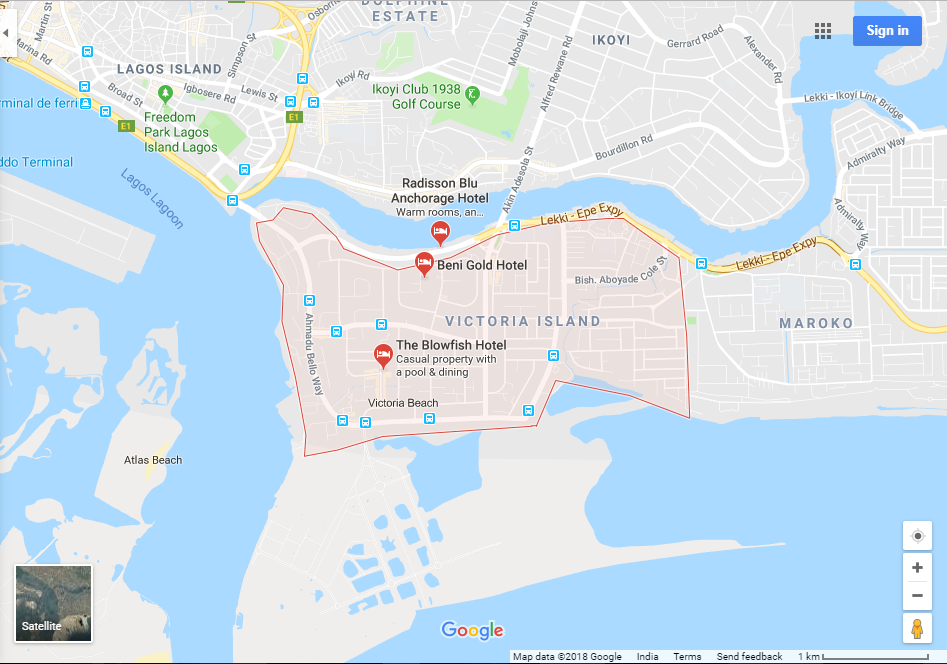 DOLPHINE
ESTATE
Osborn
Martin St
Simpson St
Mobolaji Johns
IKOYI
Gerrard Road
Alexander Rd
Sign in
Marina Rd
LAGOS ISLAND
Ikoyi Rd
Alfred Rewane Rd
Broad St
Igbosere Rd
Lewis St
Ikoyi Club 1938
Golf Course
Lekki - Ikoyi Link Bridge
rminal de ferri
E1
E1
Freedom
Park Lagos
Island Lagos
Bourdillon Rd
Admiralty Way
ddo Terminal
Lagos Lagoon
Akin Adesola St
Radisson Blu
Anchorage Hotel
Warm rooms, an...
Lekki - Epe Expy
Admiralty Way
Lekki - Epe Expy
Beni Gold Hotel
Bish. Aboyade Cole St
Ahmadu Bello Way
VICTORIA ISLAND
MAROKO
The Blowfish Hotel
Casual property with
a pool & dining
Victoria Beach
Atlas Beach
Satellite
Google
Map data ©2018 Google India Terms Send feedback 1 km